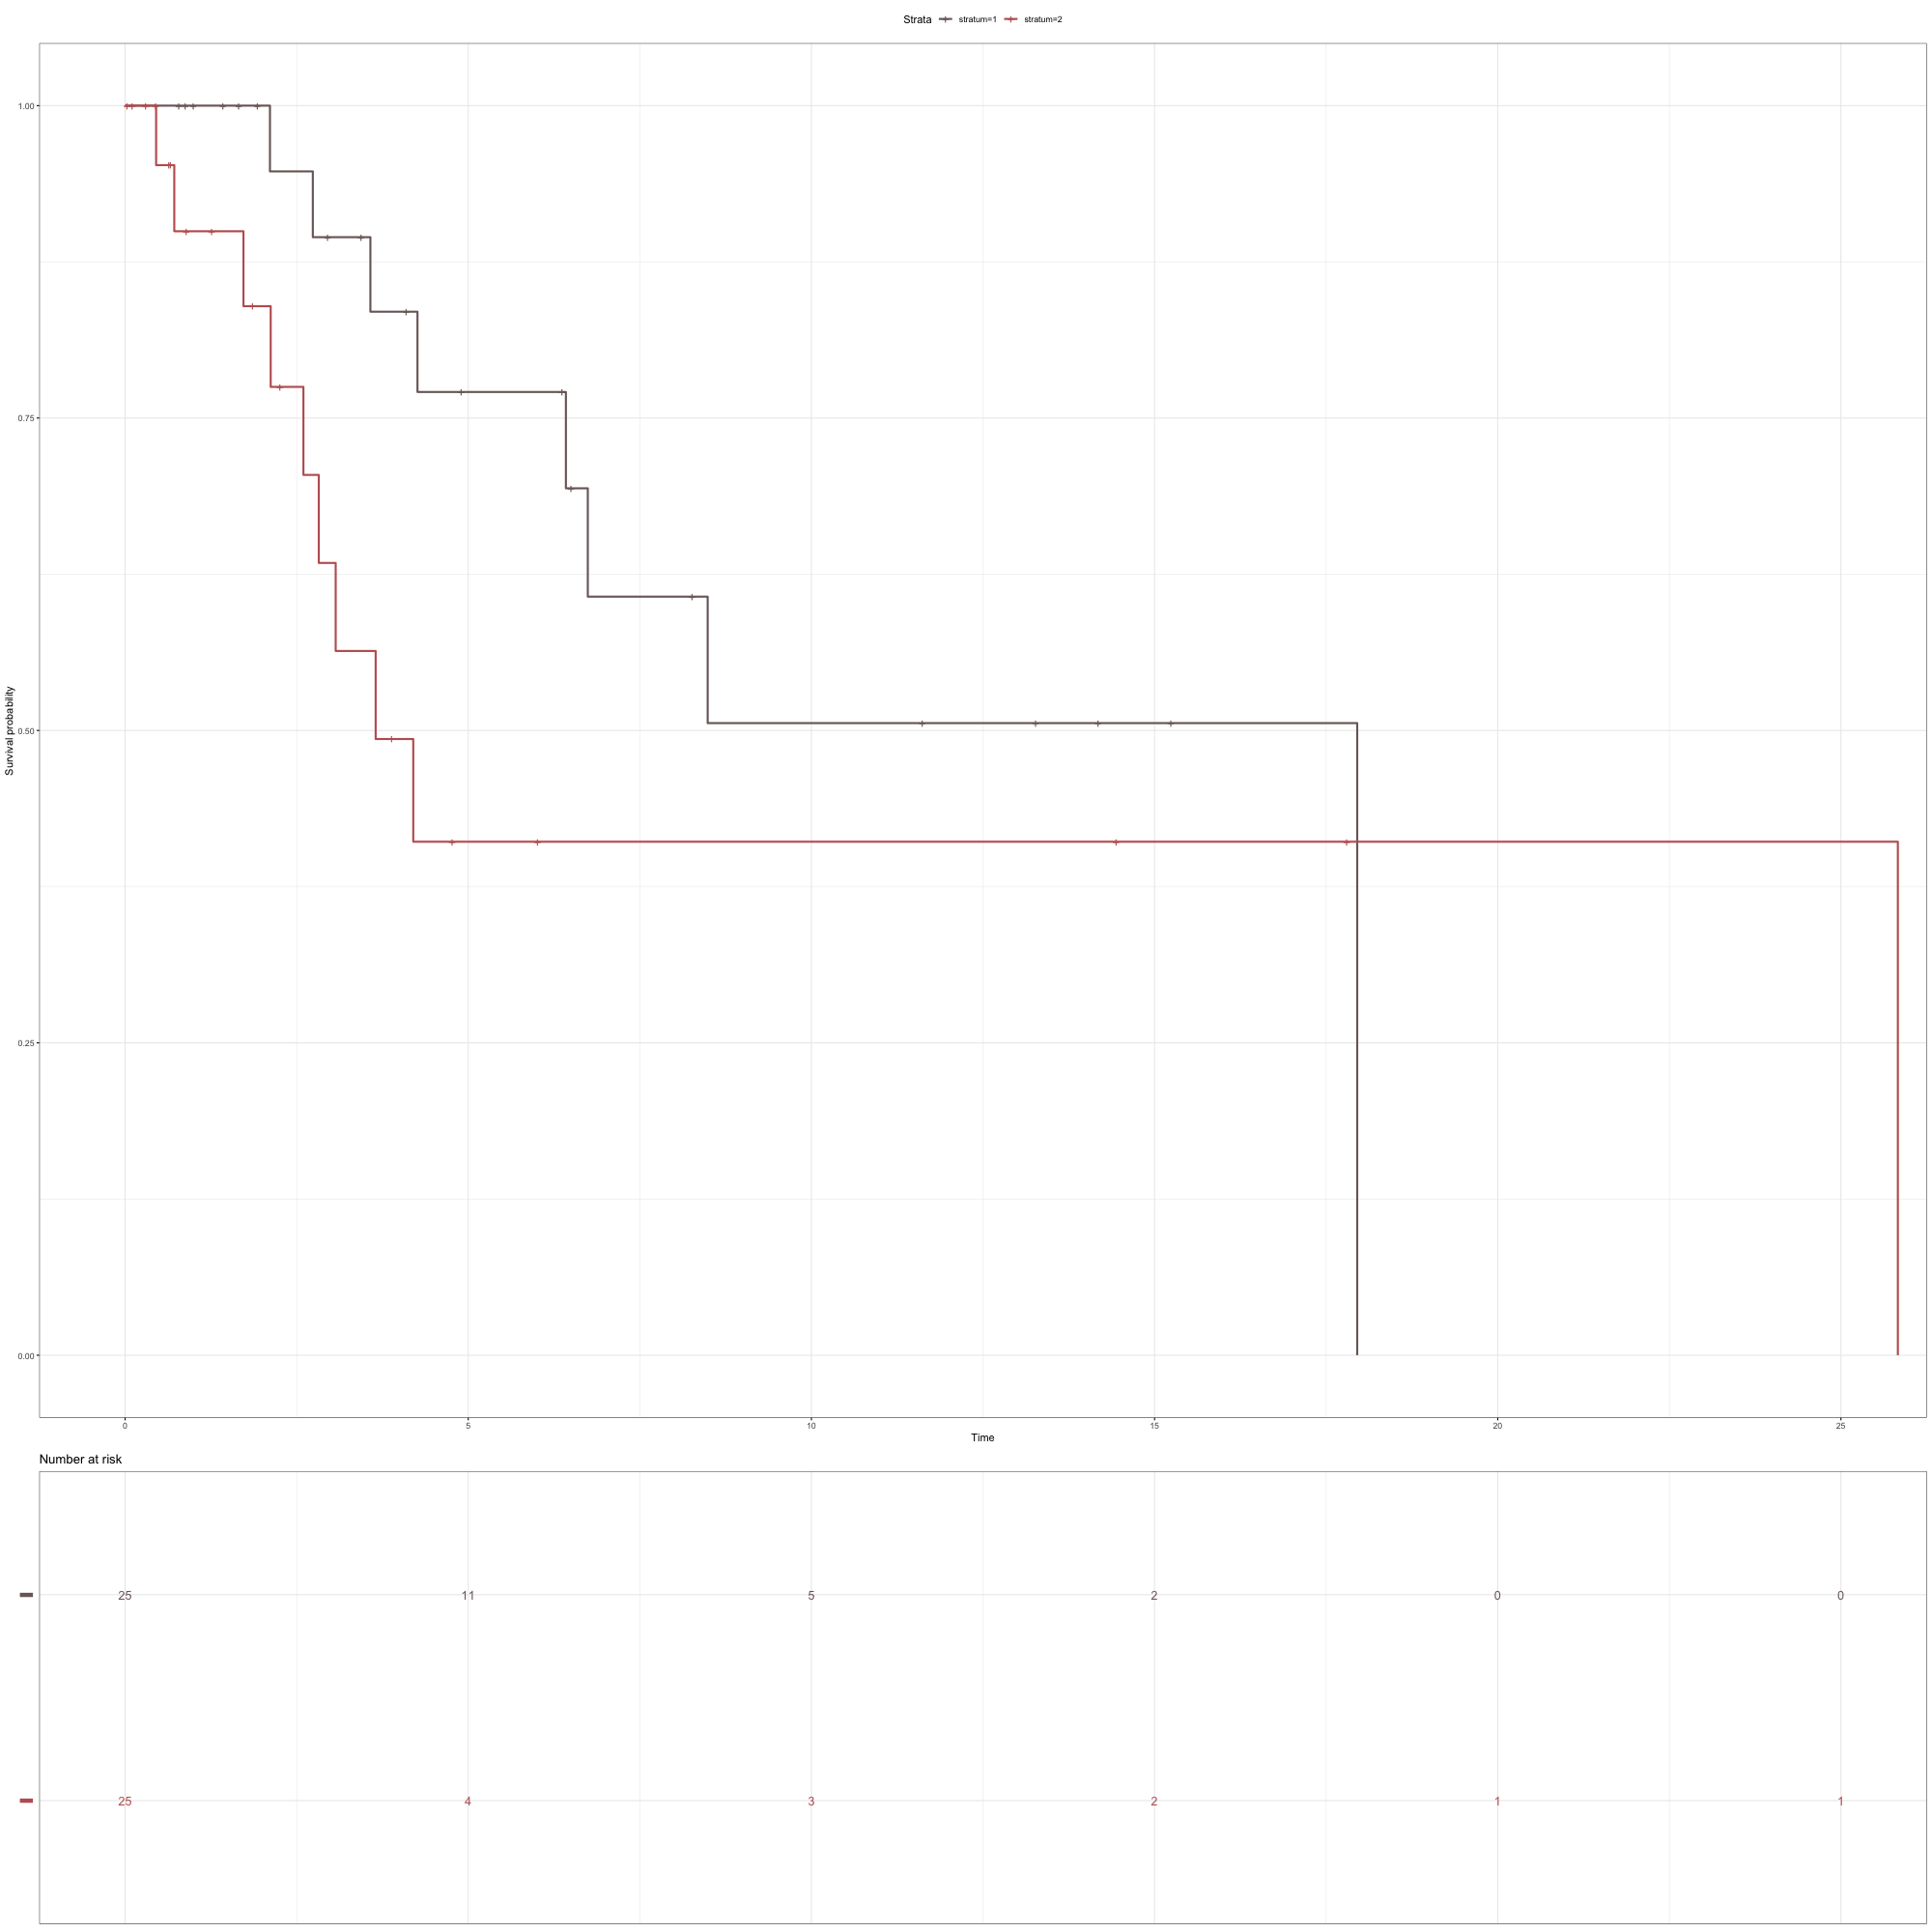 Strata stratum=1 stratum=2
1.00
0.75
0.50
0.25
0.00
Survival probability
0 5 10 15 20 25
Time
Number at risk
25 11 5 2 0 0
25 4 3 2 1 1